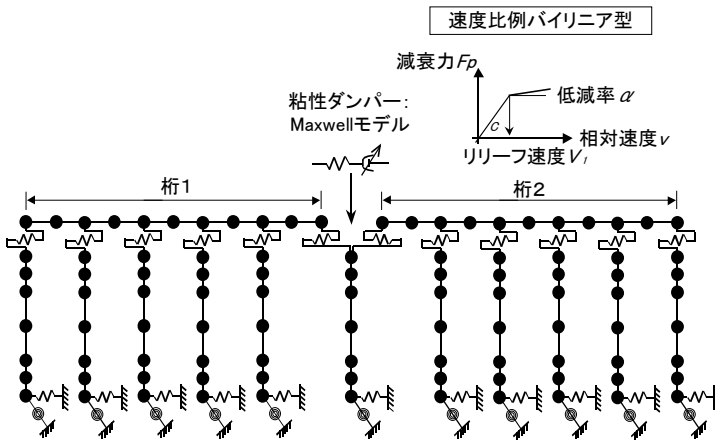 速度比例バイリニア型
減衰力Fp
低減率 α
C
相対速度v
リリーフ速度V₁
粘性ダンパー:
Maxwellモデル
桁1
桁2